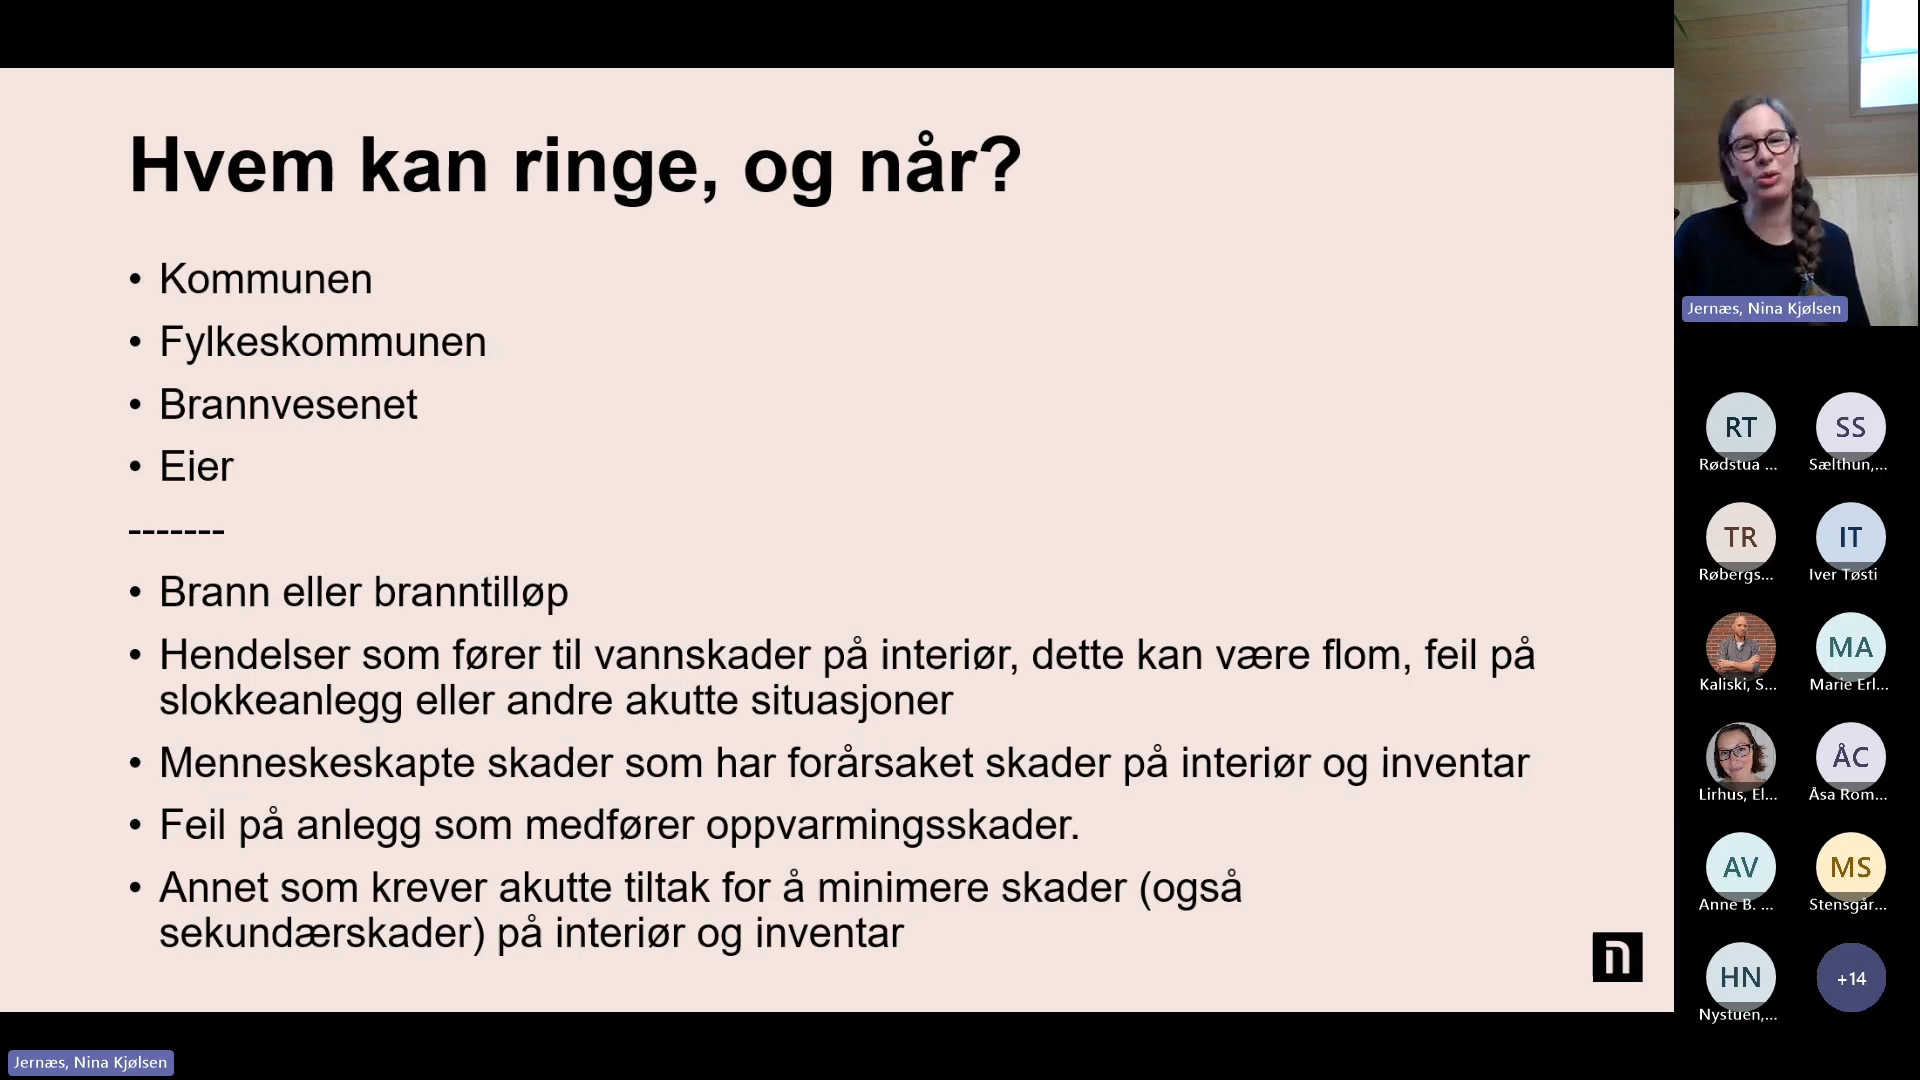 Hvem kan ringe, og når?
• Kommunen
• Fylkeskommunen
• Brannvesenet
• Eier
-------
• Brann eller branntilløp
• Hendelser som fører til vannskader på interiør, dette kan være flom, feil på
slokkeanlegg eller andre akutte situasjoner
• Menneskeskapte skader som har forårsaket skader på interiør og inventar
• Feil på anlegg som medfører oppvarmingsskader.
• Annet som krever akutte tiltak for å minimere skader (også
sekundærskader) på interiør og inventar
n
Jernæs, Nina Kjølsen
RT
Rødstua ...
SS
Sælthun,...
TR
Røbergs...
IT
Iver Tøsti
Kaliski, S...
MA
Marie Erl...
Lirhus, El...
ÅC
Åsa Rom...
AV
Anne B. ...
MS
Stensgår...
HN
Nystuen,...
+14
Jernæs, Nina Kjølsen